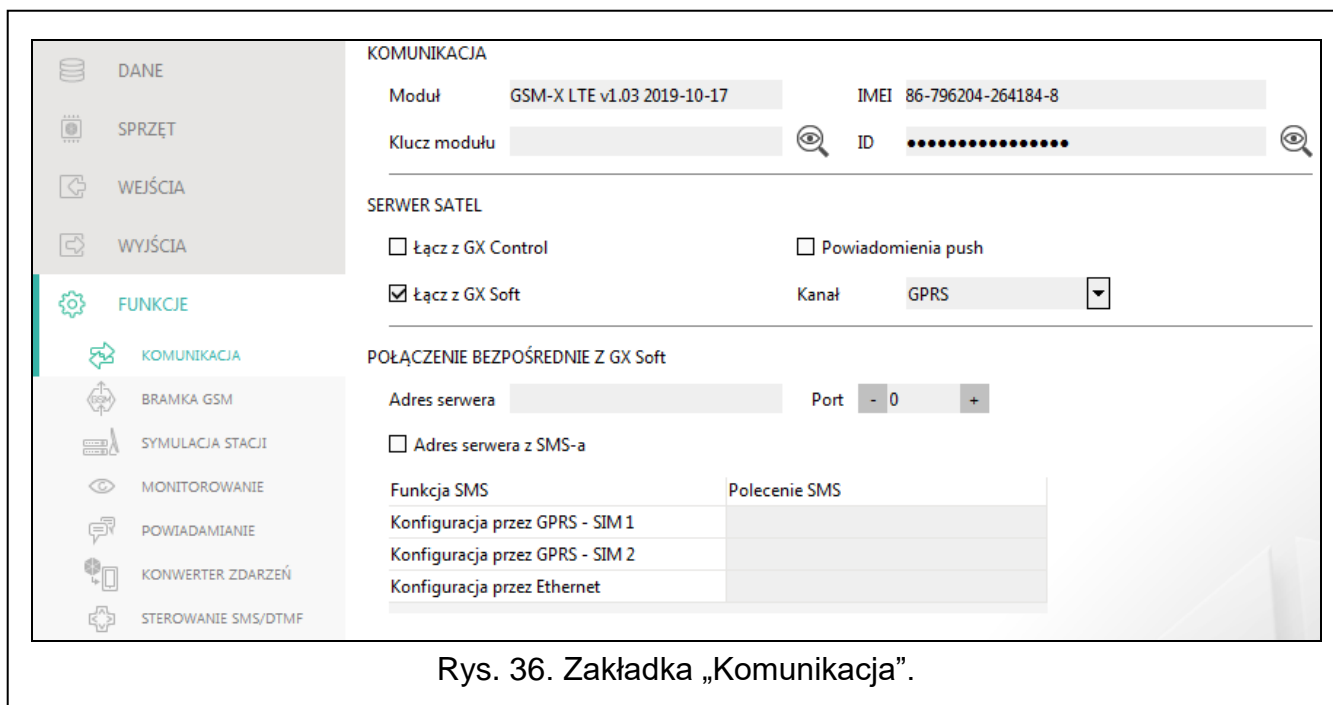 DANE
SPRZĘT
WEJŚCIA
WYJŚCIA
FUNKCJE
KOMUNIKACJA
BRAMKA GSM
SYMULACJA STACJI
MONITOROWANIE
POWIADAMIANIE
KONWERTER ZDARZEŃ
STEROWANIE SMS/DTMF
KOMUNIKACJA
Moduł GSM-X LTE v1.03 2019-10-17 IMEI 86-796204-264184-8
Klucz modułu ID ●●●●●●●●●●●●●●●●
SERWER SATEL
Łącz z GX Control Powiadomienia push
Łącz z GX Soft Kanał GPRS
POŁĄCZENIE BEZPOŚREDNIE Z GX Soft
Adres serwera Port - 0 +
Adres serwera z SMS-a
Funkcja SMS Polecenie SMS
Konfiguracja przez GPRS - SIM 1
Konfiguracja przez GPRS - SIM 2
Konfiguracja przez Ethernet
Rys. 36. Zakładka „Komunikacja”.